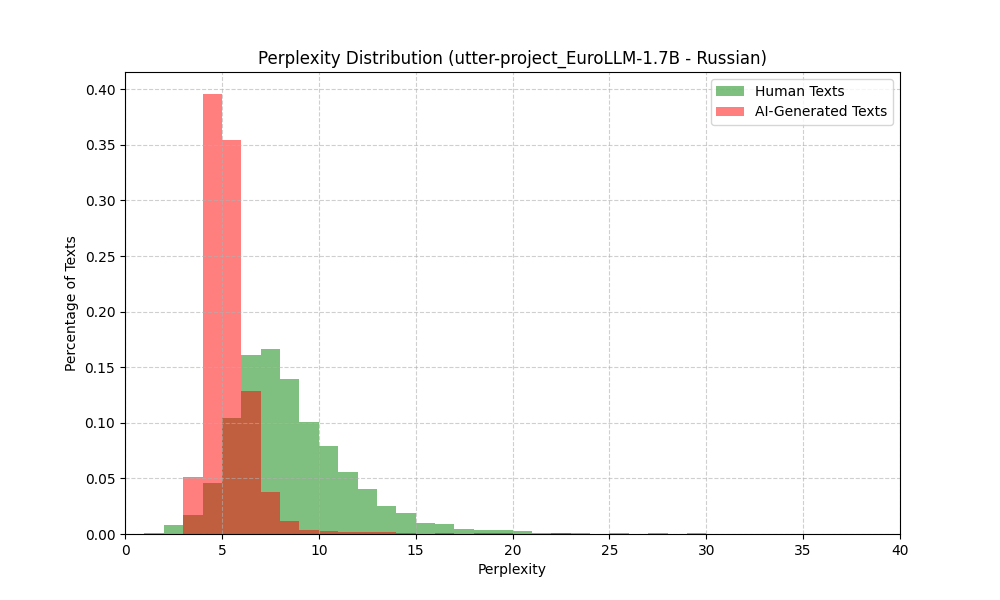 Perplexity Distribution (utter-project_EuroLLM-1.7B - Russian)
Human Texts
AI-Generated Texts
Percentage of Texts
0.40
0.35
0.30
0.25
0.20
0.15
0.10
0.05
0.00
0 5 10 15 20 25 30 35 40
Perplexity